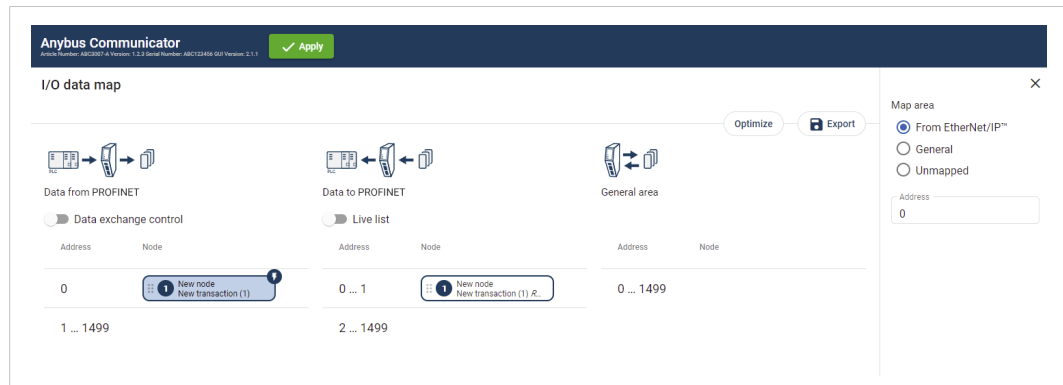 Anybus Communicator
Article Number: ABC3007-A Version: 1.2.3 Serial Number: ABC123456 GUI Version: 2.1.1
Apply
I/O data map
Optimize
Export
PLC
Data from PROFINET
Data exchange control
Address Node
0
1 New node
New transaction (1)
1 ... 1499
PLC
Data to PROFINET
Live list
Address Node
0 ... 1
1 New node
New transaction (1) R...
2 ... 1499
General area
Address Node
0 ... 1499
Map area
From EtherNet/IP™
General
Unmapped
Address
0